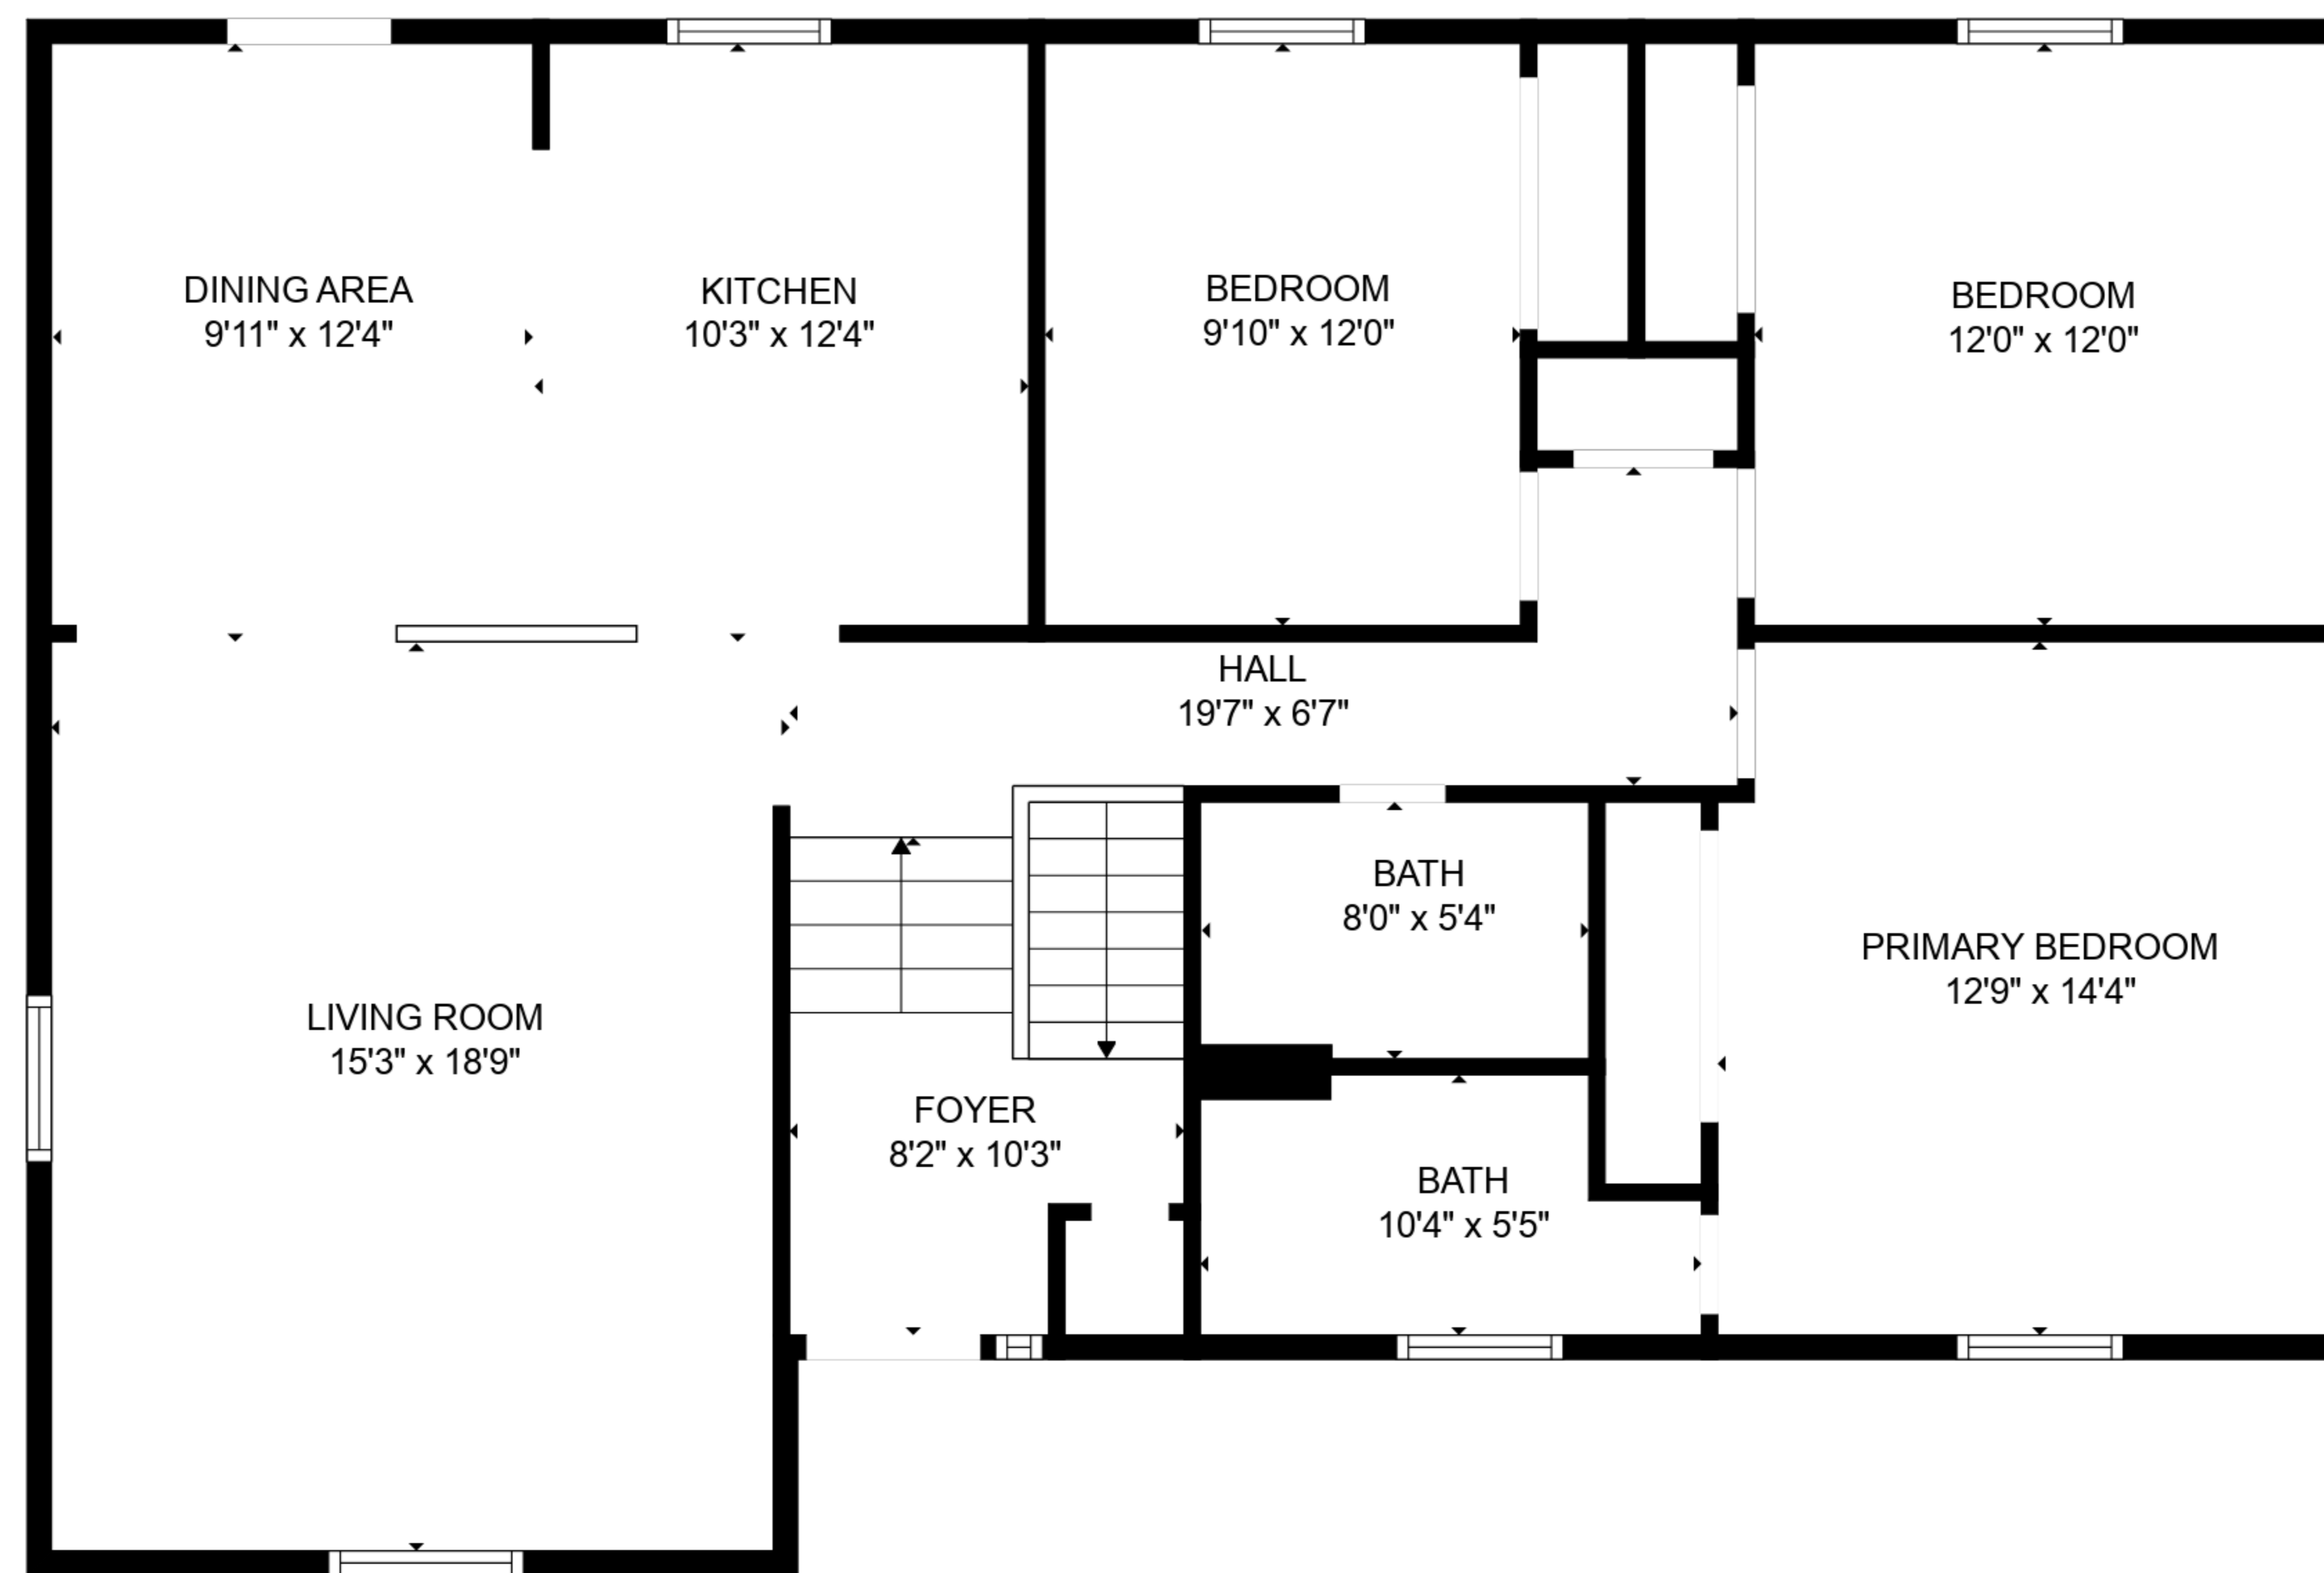 DINING AREA
9'11" x 12'4"
KITCHEN
10'3" x 12'4"
BEDROOM
9'10" x 12'0"
BEDROOM
12'0" x 12'0"
HALL
19'7" x 6'7"
BATH
8'0" x 5'4"
PRIMARY BEDROOM
12'9" x 14'4"
LIVING ROOM
15'3" x 18'9"
FOYER
8'2" x 10'3"
BATH
10'4" x 5'5"